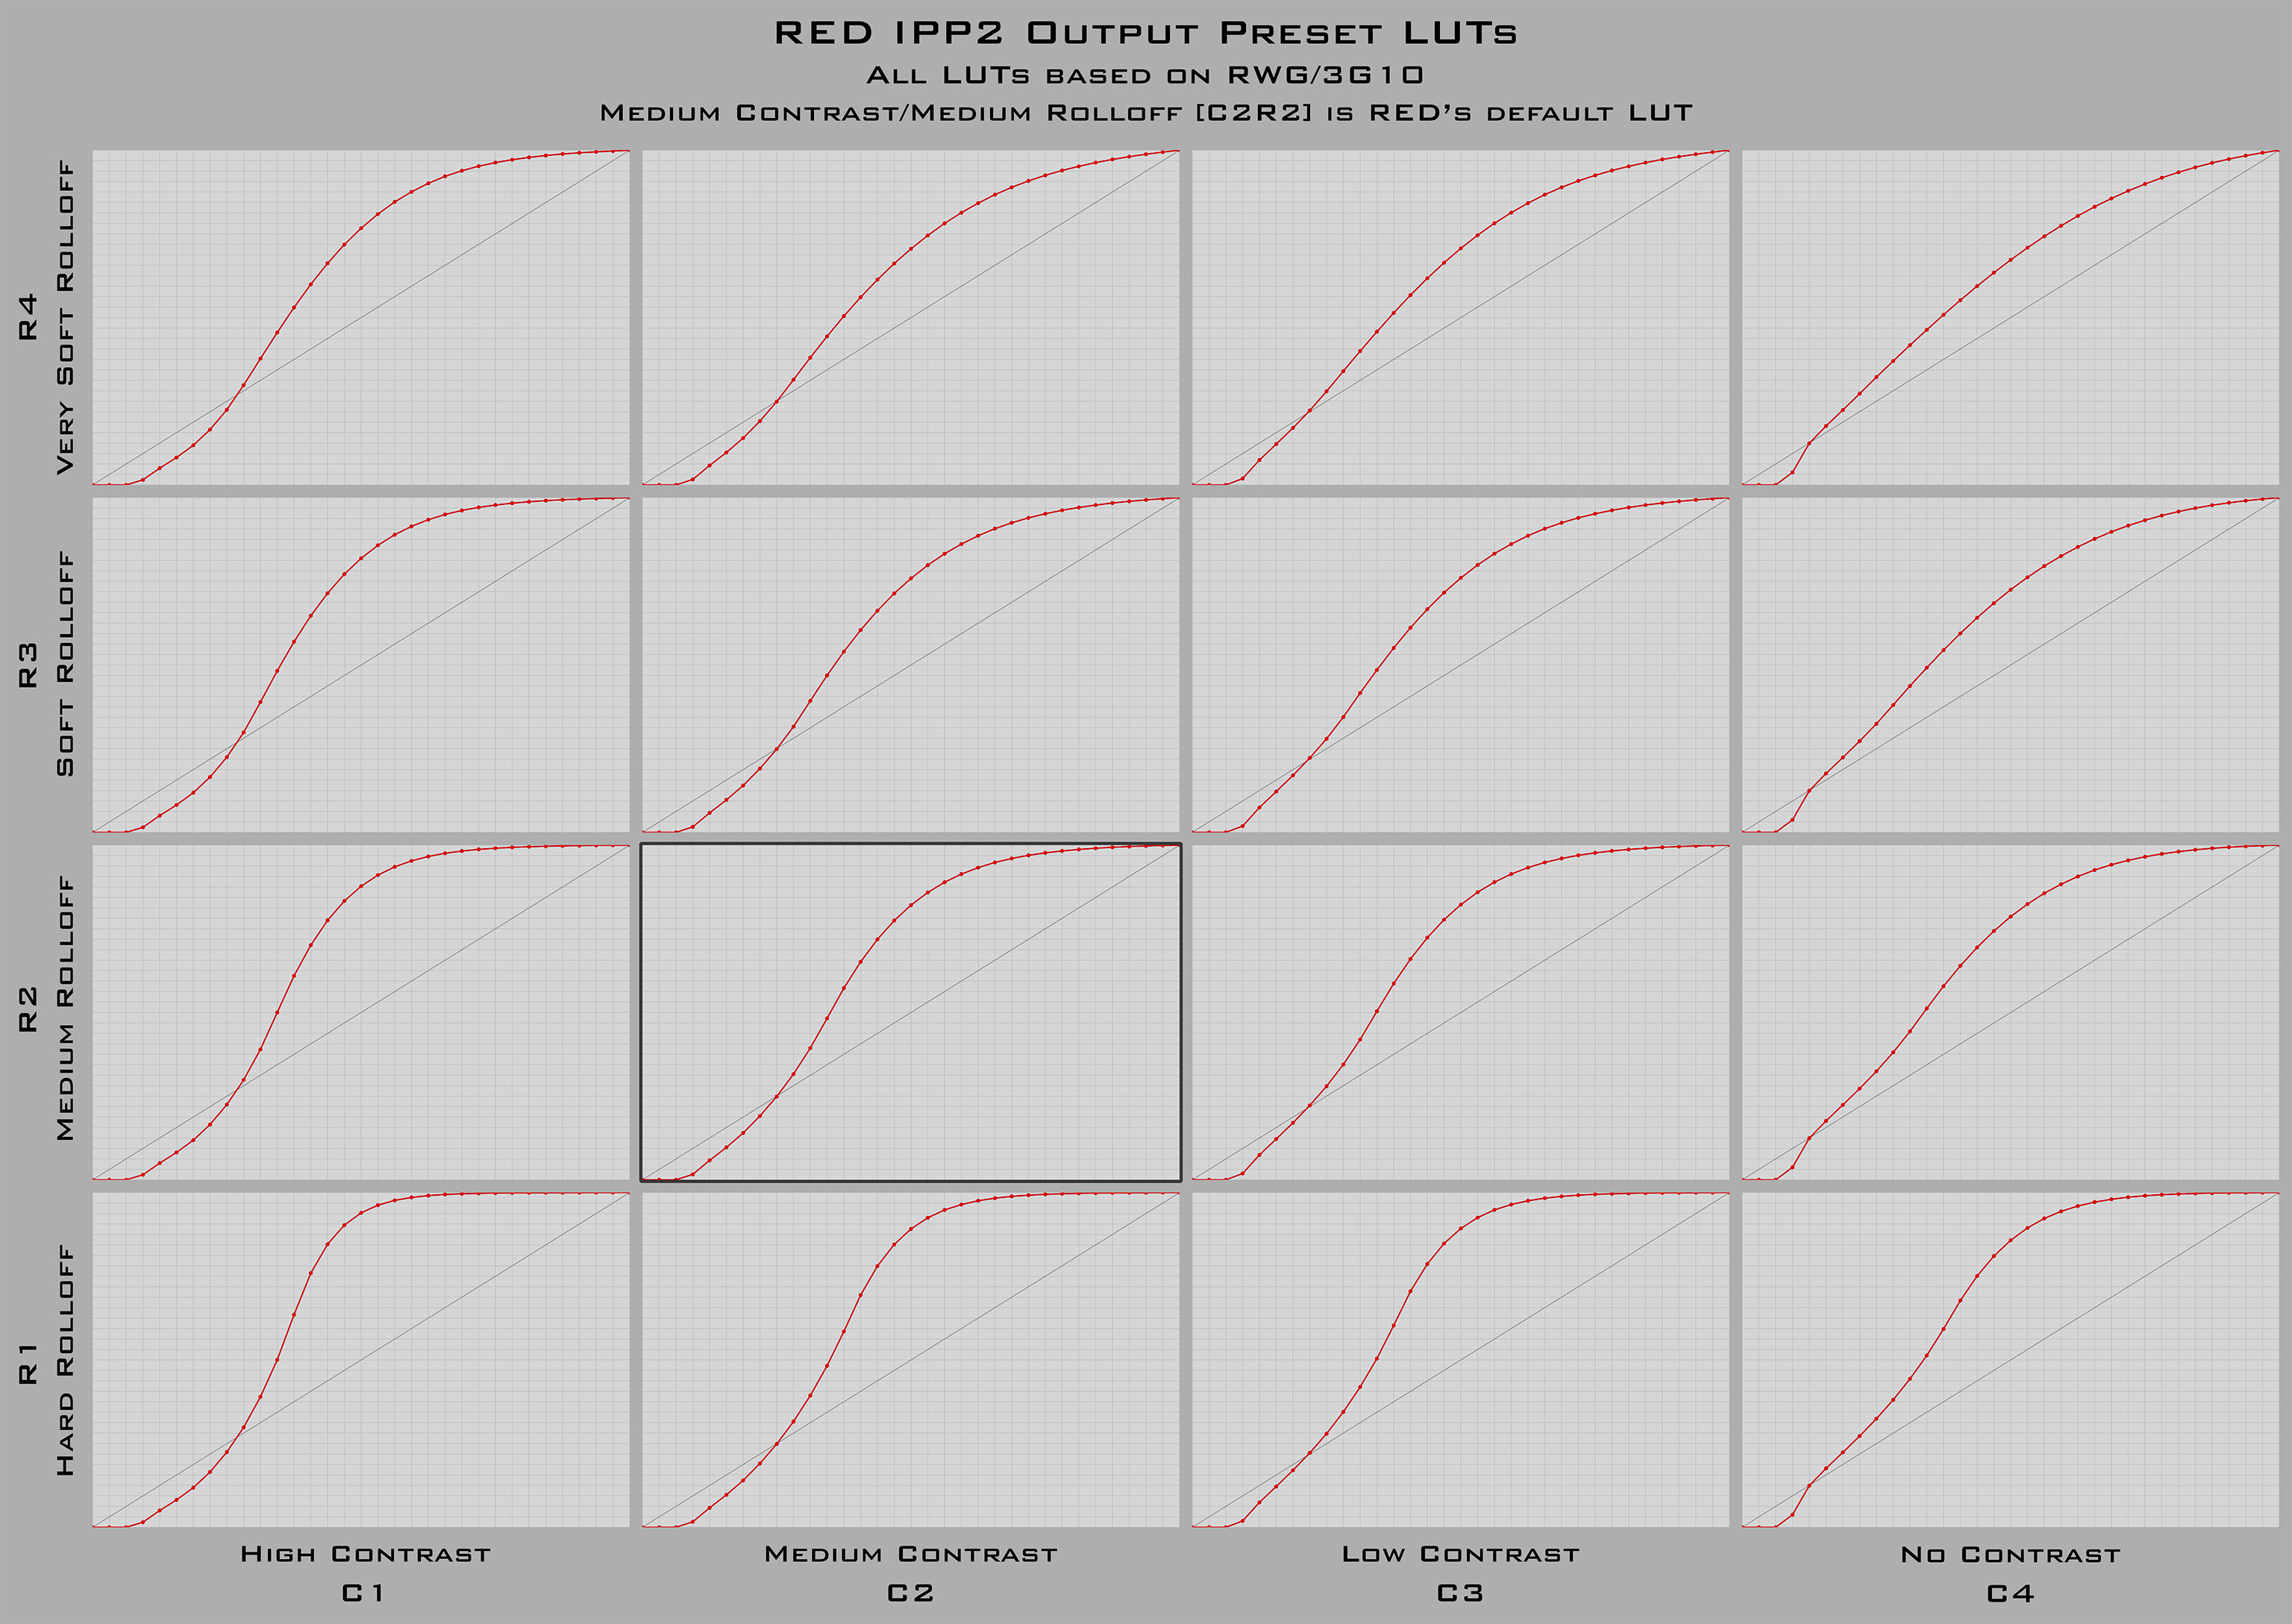 RED IPP2 Output Preset LUTs
All LUTs based on RWG/3G10
Medium Contrast/Medium Rolloff [C2R2] is RED's default LUT
R4
Very Soft Rolloff
R3
Soft Rolloff
R2
Medium Rolloff
R1
Hard Rolloff
High Contrast
C1
Medium Contrast
C2
Low Contrast
C3
No Contrast
C4